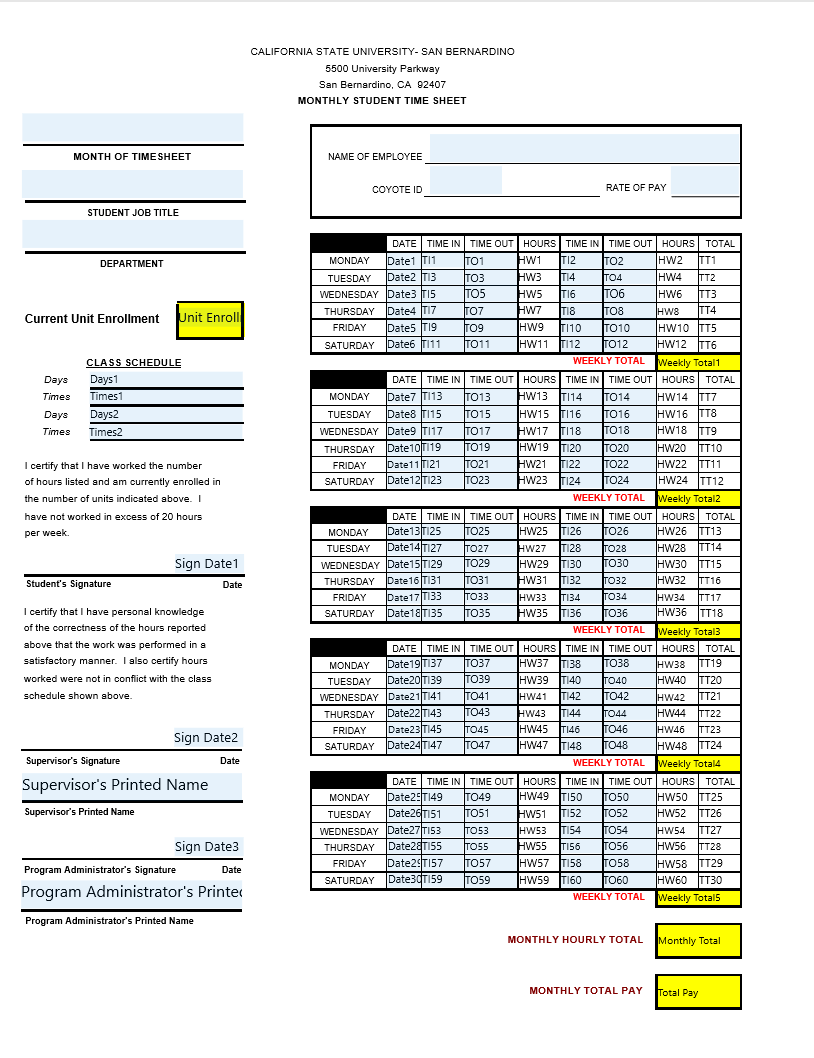 CALIFORNIA STATE UNIVERSITY- SAN BERNARDINO
5500 University Parkway
San Bernardino, CA 92407
MONTHLY STUDENT TIME SHEET
MONTH OF TIMESHEET
STUDENT JOB TITLE
DEPARTMENT
Current Unit Enrollment Unit Enroll
CLASS SCHEDULE
Days Days1
Times Times1
Days Days2
Times Times2
I certify that I have worked the number
of hours listed and am currently enrolled in
the number of units indicated above. I
have not worked in excess of 20 hours
per week.
Sign Date1
Student's Signature Date
I certify that I have personal knowledge
of the correctness of the hours reported
above that the work was performed in a
satisfactory manner. I also certify hours
worked were not in conflict with the class
schedule shown above.
Sign Date2
Supervisor's Signature Date
Supervisor's Printed Name
Supervisor's Printed Name
Sign Date3
Program Administrator's Signature Date
Program Administrator's Printed
Program Administrator's Printed Name
NAME OF EMPLOYEE
COYOTE ID RATE OF PAY
DATE TIME IN TIME OUT HOURS TIME IN TIME OUT HOURS TOTAL
MONDAY Date1 TI1 TO1 HW1 TI2 TO2 HW2 TT1
TUESDAY Date2 TI3 TO3 HW3 TI4 TO4 HW4 TT2
WEDNESDAY Date3 TI5 TO5 HW5 TI6 TO6 HW6 TT3
THURSDAY Date4 TI7 TO7 HW7 TI8 TO8 HW8 TT4
FRIDAY Date5 TI9 TO9 HW9 TI10 TO10 HW10 TT5
SATURDAY Date6 TI11 TO11 HW11 TI12 TO12 HW12 TT6
WEEKLY TOTAL Weekly Total1
DATE TIME IN TIME OUT HOURS TIME IN TIME OUT HOURS TOTAL
MONDAY Date7 TI13 TO13 HW13 TI14 TO14 HW14 TT7
TUESDAY Date8 TI15 TO15 HW15 TI16 TO16 HW16 TT8
WEDNESDAY Date9 TI17 TO17 HW17 TI18 TO18 HW18 TT9
THURSDAY Date10 TI19 TO19 HW19 TI20 TO20 HW20 TT10
FRIDAY Date11 TI21 TO21 HW21 TI22 TO22 HW22 TT11
SATURDAY Date12 TI23 TO23 HW23 TI24 TO24 HW24 TT12
WEEKLY TOTAL Weekly Total2
DATE TIME IN TIME OUT HOURS TIME IN TIME OUT HOURS TOTAL
MONDAY Date13 TI25 TO25 HW25 TI26 TO26 HW26 TT13
TUESDAY Date14 TI27 TO27 HW27 TI28 TO28 HW28 TT14
WEDNESDAY Date15 TI29 TO29 HW29 TI30 TO30 HW30 TT15
THURSDAY Date16 TI31 TO31 HW31 TI32 TO32 HW32 TT16
FRIDAY Date17 TI33 TO33 HW33 TI34 TO34 HW34 TT17
SATURDAY Date18 TI35 TO35 HW35 TI36 TO36 HW36 TT18
WEEKLY TOTAL Weekly Total3
DATE TIME IN TIME OUT HOURS TIME IN TIME OUT HOURS TOTAL
MONDAY Date19 TI37 TO37 HW37 TI38 TO38 HW38 TT19
TUESDAY Date20 TI39 TO39 HW39 TI40 TO40 HW40 TT20
WEDNESDAY Date21 TI41 TO41 HW41 TI42 TO42 HW42 TT21
THURSDAY Date22 TI43 TO43 HW43 TI44 TO44 HW44 TT22
FRIDAY Date23 TI45 TO45 HW45 TI46 TO46 HW46 TT23
SATURDAY Date24 TI47 TO47 HW47 TI48 TO48 HW48 TT24
WEEKLY TOTAL Weekly Total4
DATE TIME IN TIME OUT HOURS TIME IN TIME OUT HOURS TOTAL
MONDAY Date25 TI49 TO49 HW49 TI50 TO50 HW50 TT25
TUESDAY Date26 TI51 TO51 HW51 TI52 TO52 HW52 TT26
WEDNESDAY Date27 TI53 TO53 HW53 TI54 TO54 HW54 TT27
THURSDAY Date28 TI55 TO55 HW55 TI56 TO56 HW56 TT28
FRIDAY Date29 TI57 TO57 HW57 TI58 TO58 HW58 TT29
SATURDAY Date30 TI59 TO59 HW59 TI60 TO60 HW60 TT30
WEEKLY TOTAL Weekly Total5
MONTHLY HOURLY TOTAL Monthly Total
MONTHLY TOTAL PAY Total Pay